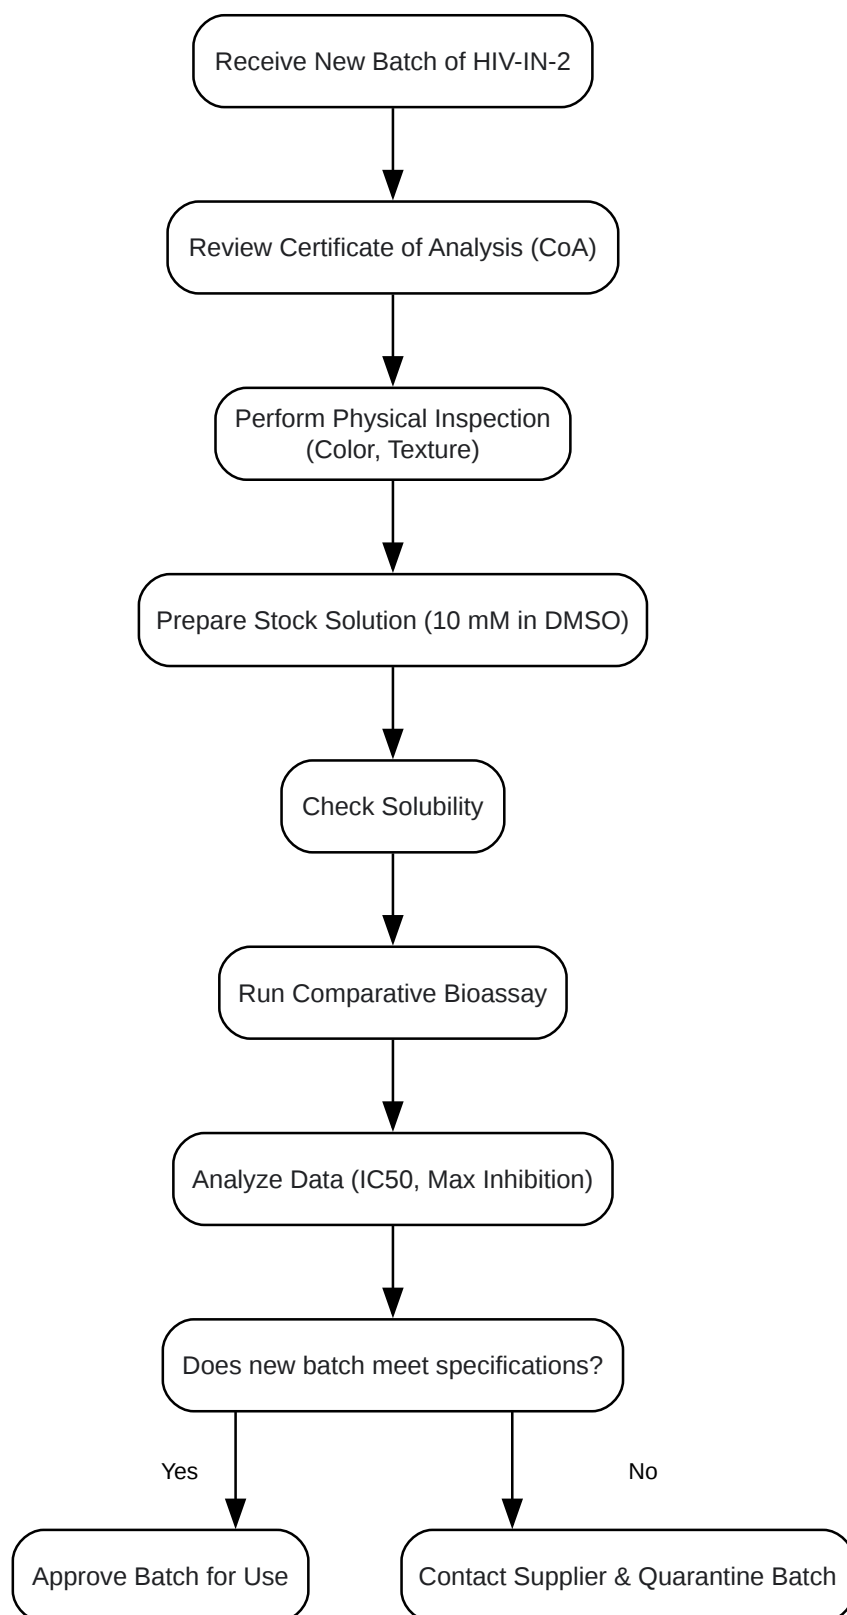 Receive New Batch of HIV-IN-2
Review Certificate of Analysis (CoA)
Perform Physical Inspection
(Color, Texture)
Prepare Stock Solution (10 mM in DMSO)
Check Solubility
Run Comparative Bioassay
Analyze Data (IC50, Max Inhibition)
Does new batch meet specifications?
Yes
No
Approve Batch for Use
Contact Supplier & Quarantine Batch